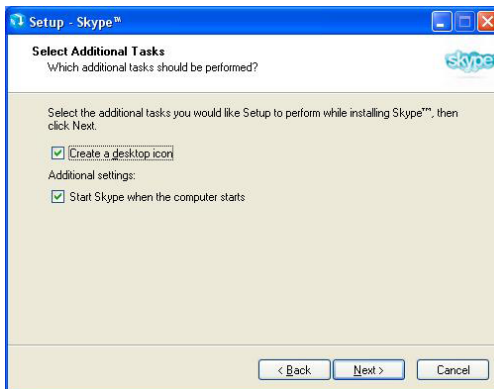 Setup - Skype™
Select Additional Tasks
Which additional tasks should be performed?
skype
Select the additional tasks you would like Setup to perform while installing Skype™, then
click Next.
Create a desktop icon
Additional settings:
Start Skype when the computer starts
< Back
Next >
Cancel